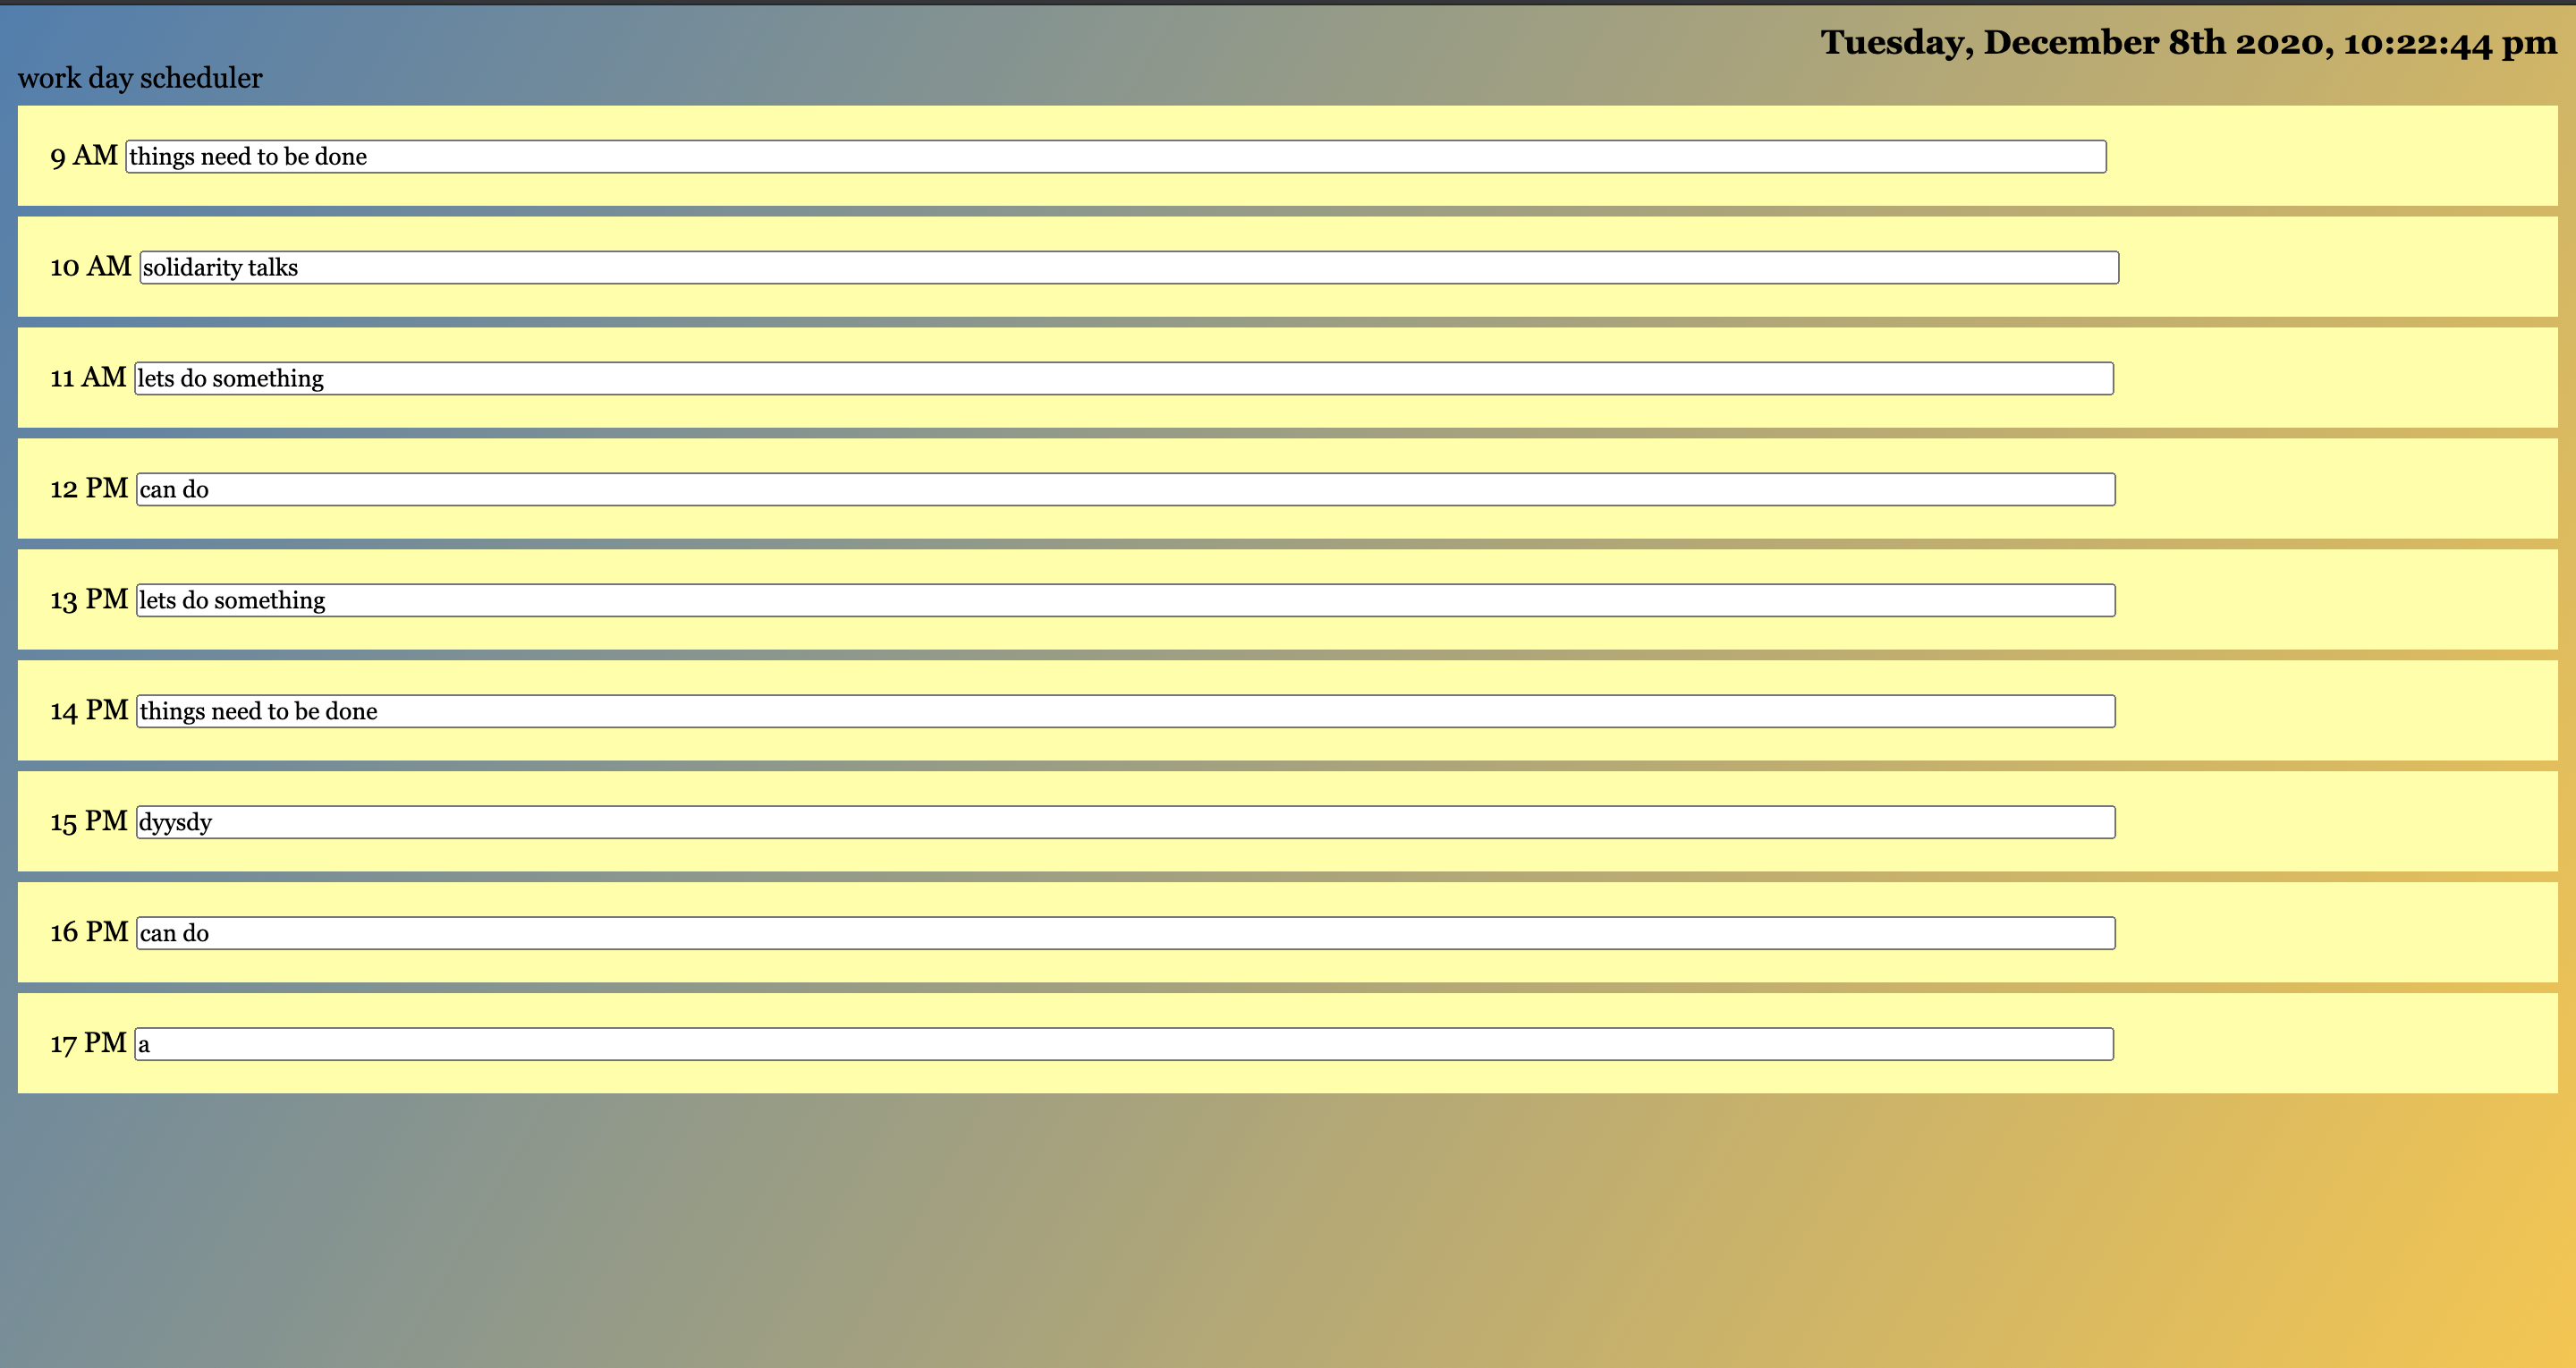 Tuesday, December 8th 2020, 10:22:44 pm
work day scheduler
9 AM things need to be done
10 AM solidarity talks
11 AM lets do something
12 PM can do
13 PM lets do something
14 PM things need to be done
15 PM dyysdy
16 PM can do
17 PM a